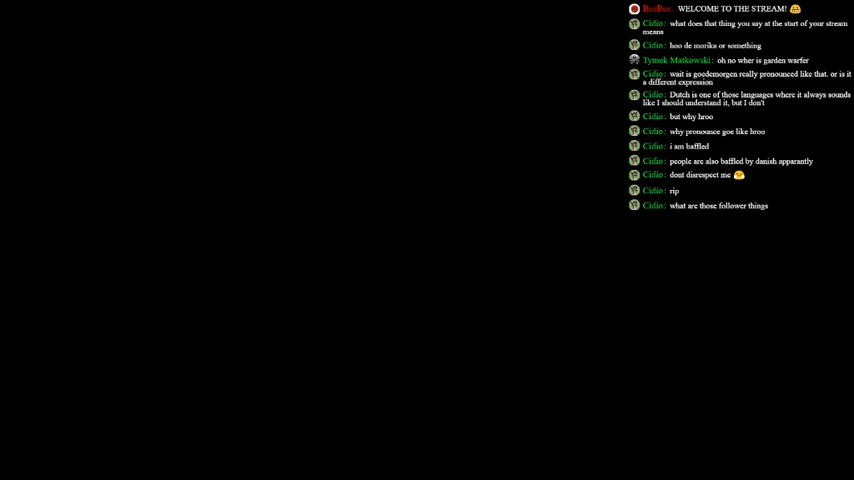 BeeBee: WELCOME TO THE STREAM!
Cidio: what does that thing you say at the start of your stream
means
Cidio: hoo de morika or something
Tymek Matkowski: oh no wher is garden warfer
Cidio: wait is goedemorgen really pronounced like that. or is it
a different expression
Cidio: Dutch is one of those languages where it always sounds
like I should understand it, but I don't
Cidio: but why hroo
Cidio: why pronounce goe like hroo
Cidio: i am baffled
Cidio: people are also baffled by danish apparantly
Cidio: dont disrespect me
Cidio: rip
Cidio: what are those follower things